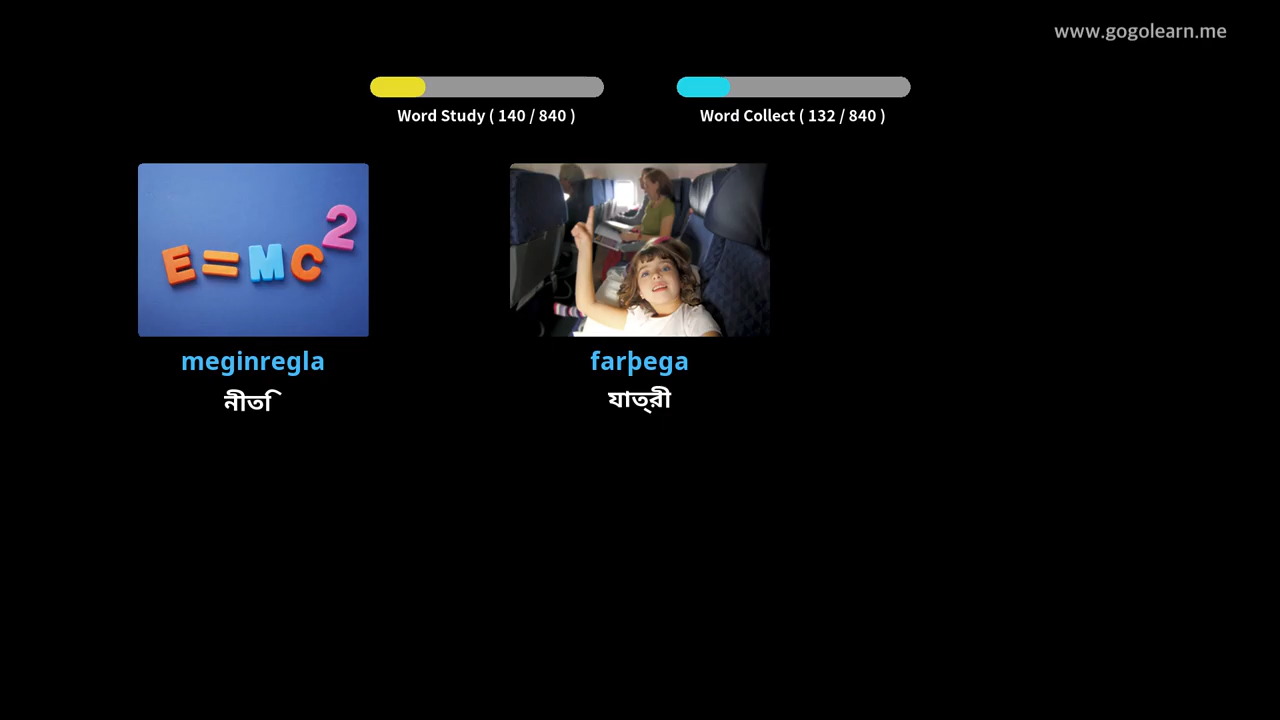 www.gogolearn.me
Word Study ( 140 / 840 )
Word Collect ( 132 / 840 )
E=MC²
meginregla
farþega
নীতি
যাত্রী